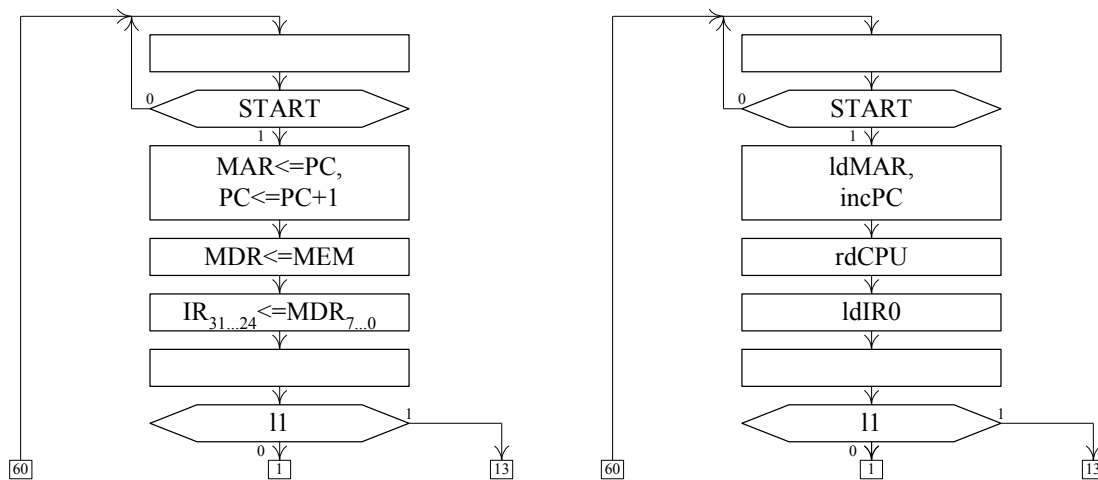 0
START
1
MAR<=PC,
PC<=PC+1
MDR<=MEM
IR31...24<=MDR7...0
l1
1
0
60
1
13
0
START
1
ldMAR,
incPC
rdCPU
ldIR0
l1
1
0
60
1
13